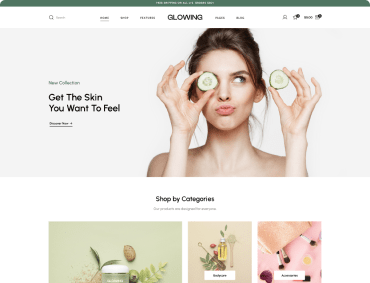 FREE SHIPPING ON ALL U.S. ORDERS $50+
Search
HOME SHOP FEATURES GLOWING PAGES BLOG $0.00
New Collection
Get The Skin
You Want To Feel
Discover Now
Shop by Categories
Our products are designed for everyone.
Bodycare
Accessories